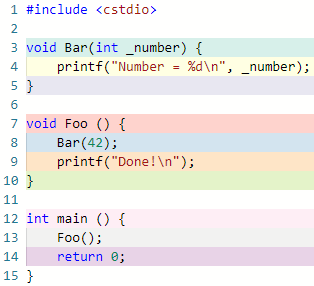 1 #include <cstdio>
2
3 void Bar(int _number) {
4     printf("Number = %d\n", _number);
5 }
6
7 void Foo () {
8     Bar(42);
9     printf("Done!\n");
10 }
11
12 int main () {
13     Foo();
14     return 0;
15 }